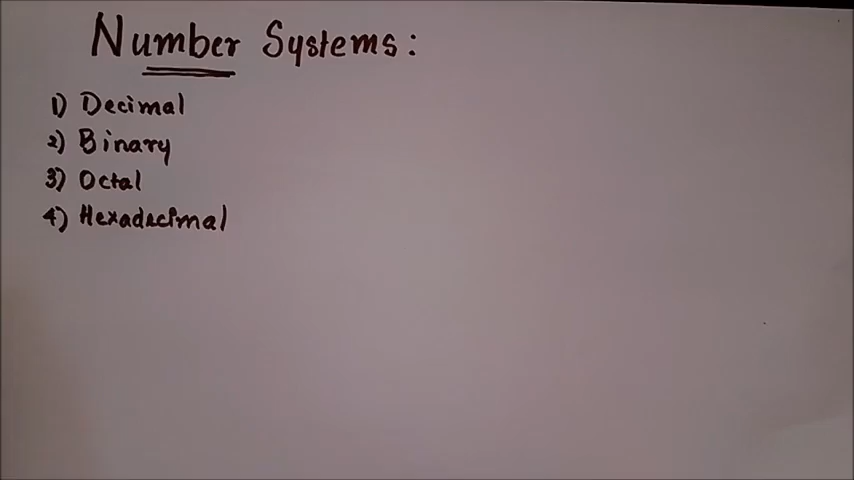 Number Systems:
1) Decimal
2) Binary
3) Octal
4) Hexadecimal